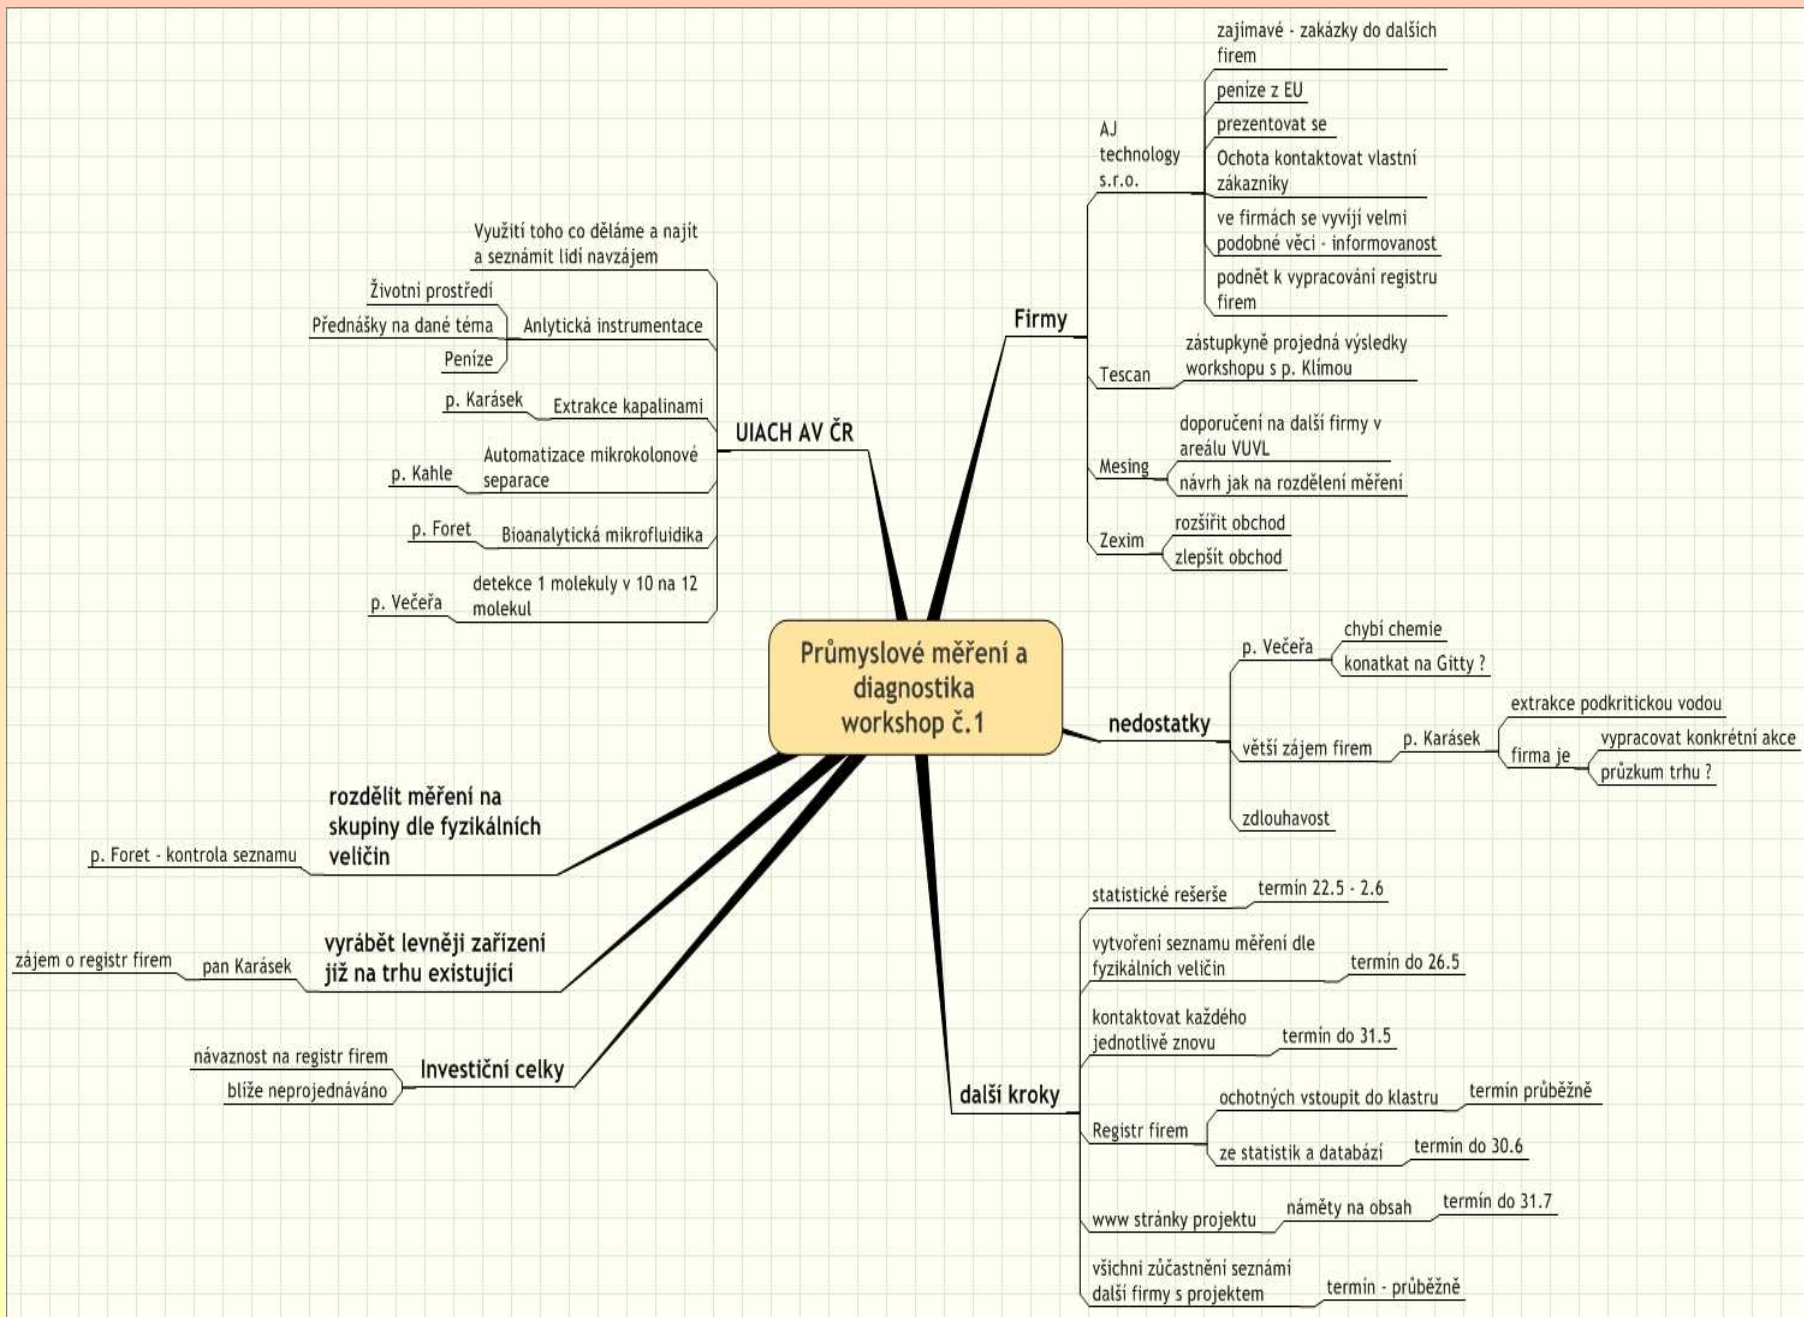 Průmyslové měření a
diagnostika
workshop č.1
Firmy
AJ
technology
s.r.o.
zajímavé - zakázky do dalších
firem
peníze z EU
prezentovat se
Ochota kontaktovat vlastní
zákazníky
ve firmách se vyvíjí velmi
podobné věci - informovanost
podnět k vypracování registru
firem
Tescan
zástupkyně projedná výsledky
workshopu s p. Klímou
Mesing
doporučení na další firmy v
areálu VUVL
návrh jak na rozdělení měření
Zexim
rozšířit obchod
zlepšít obchod
nedostatky
p. Večeřa
chybí chemie
konatkat na Gitty ?
větší zájem firem
p. Karásek
extrakce podkritickou vodou
firma je
vypracovat konkrétní akce
průzkum trhu ?
zdlouhavost
další kroky
statistické rešerše
termín 22.5 - 2.6
vytvoření seznamu měření dle
fyzikálních veličin
termín do 26.5
kontaktovat každého
jednotlivě znovu
termín do 31.5
Registr firem
ochotných vstoupit do klastru
termín průběžně
ze statistik a databází
termín do 30.6
www stránky projektu
náměty na obsah
termín do 31.7
všichni zůčastnění seznámí
další firmy s projektem
termín - průběžně
UIACH AV ČR
Využití toho co děláme a najít
a seznámit lidí navzájem
Anlytická instrumentace
Životní prostředí
Přednášky na dané téma
Peníze
Extrakce kapalinami
p. Karásek
Automatizace mikrokolonové
separace
p. Kahle
Bioanalytická mikrofluidika
p. Foret
detekce 1 molekuly v 10 na 12
molekul
p. Večeřa
rozdělit měření na
skupiny dle fyzikálních
veličin
p. Foret - kontrola seznamu
vyrábět levněji zařízení
již na trhu existující
pan Karásek
zájem o registr firem
Investiční celky
návaznost na registr firem
blíže neprojednáváno